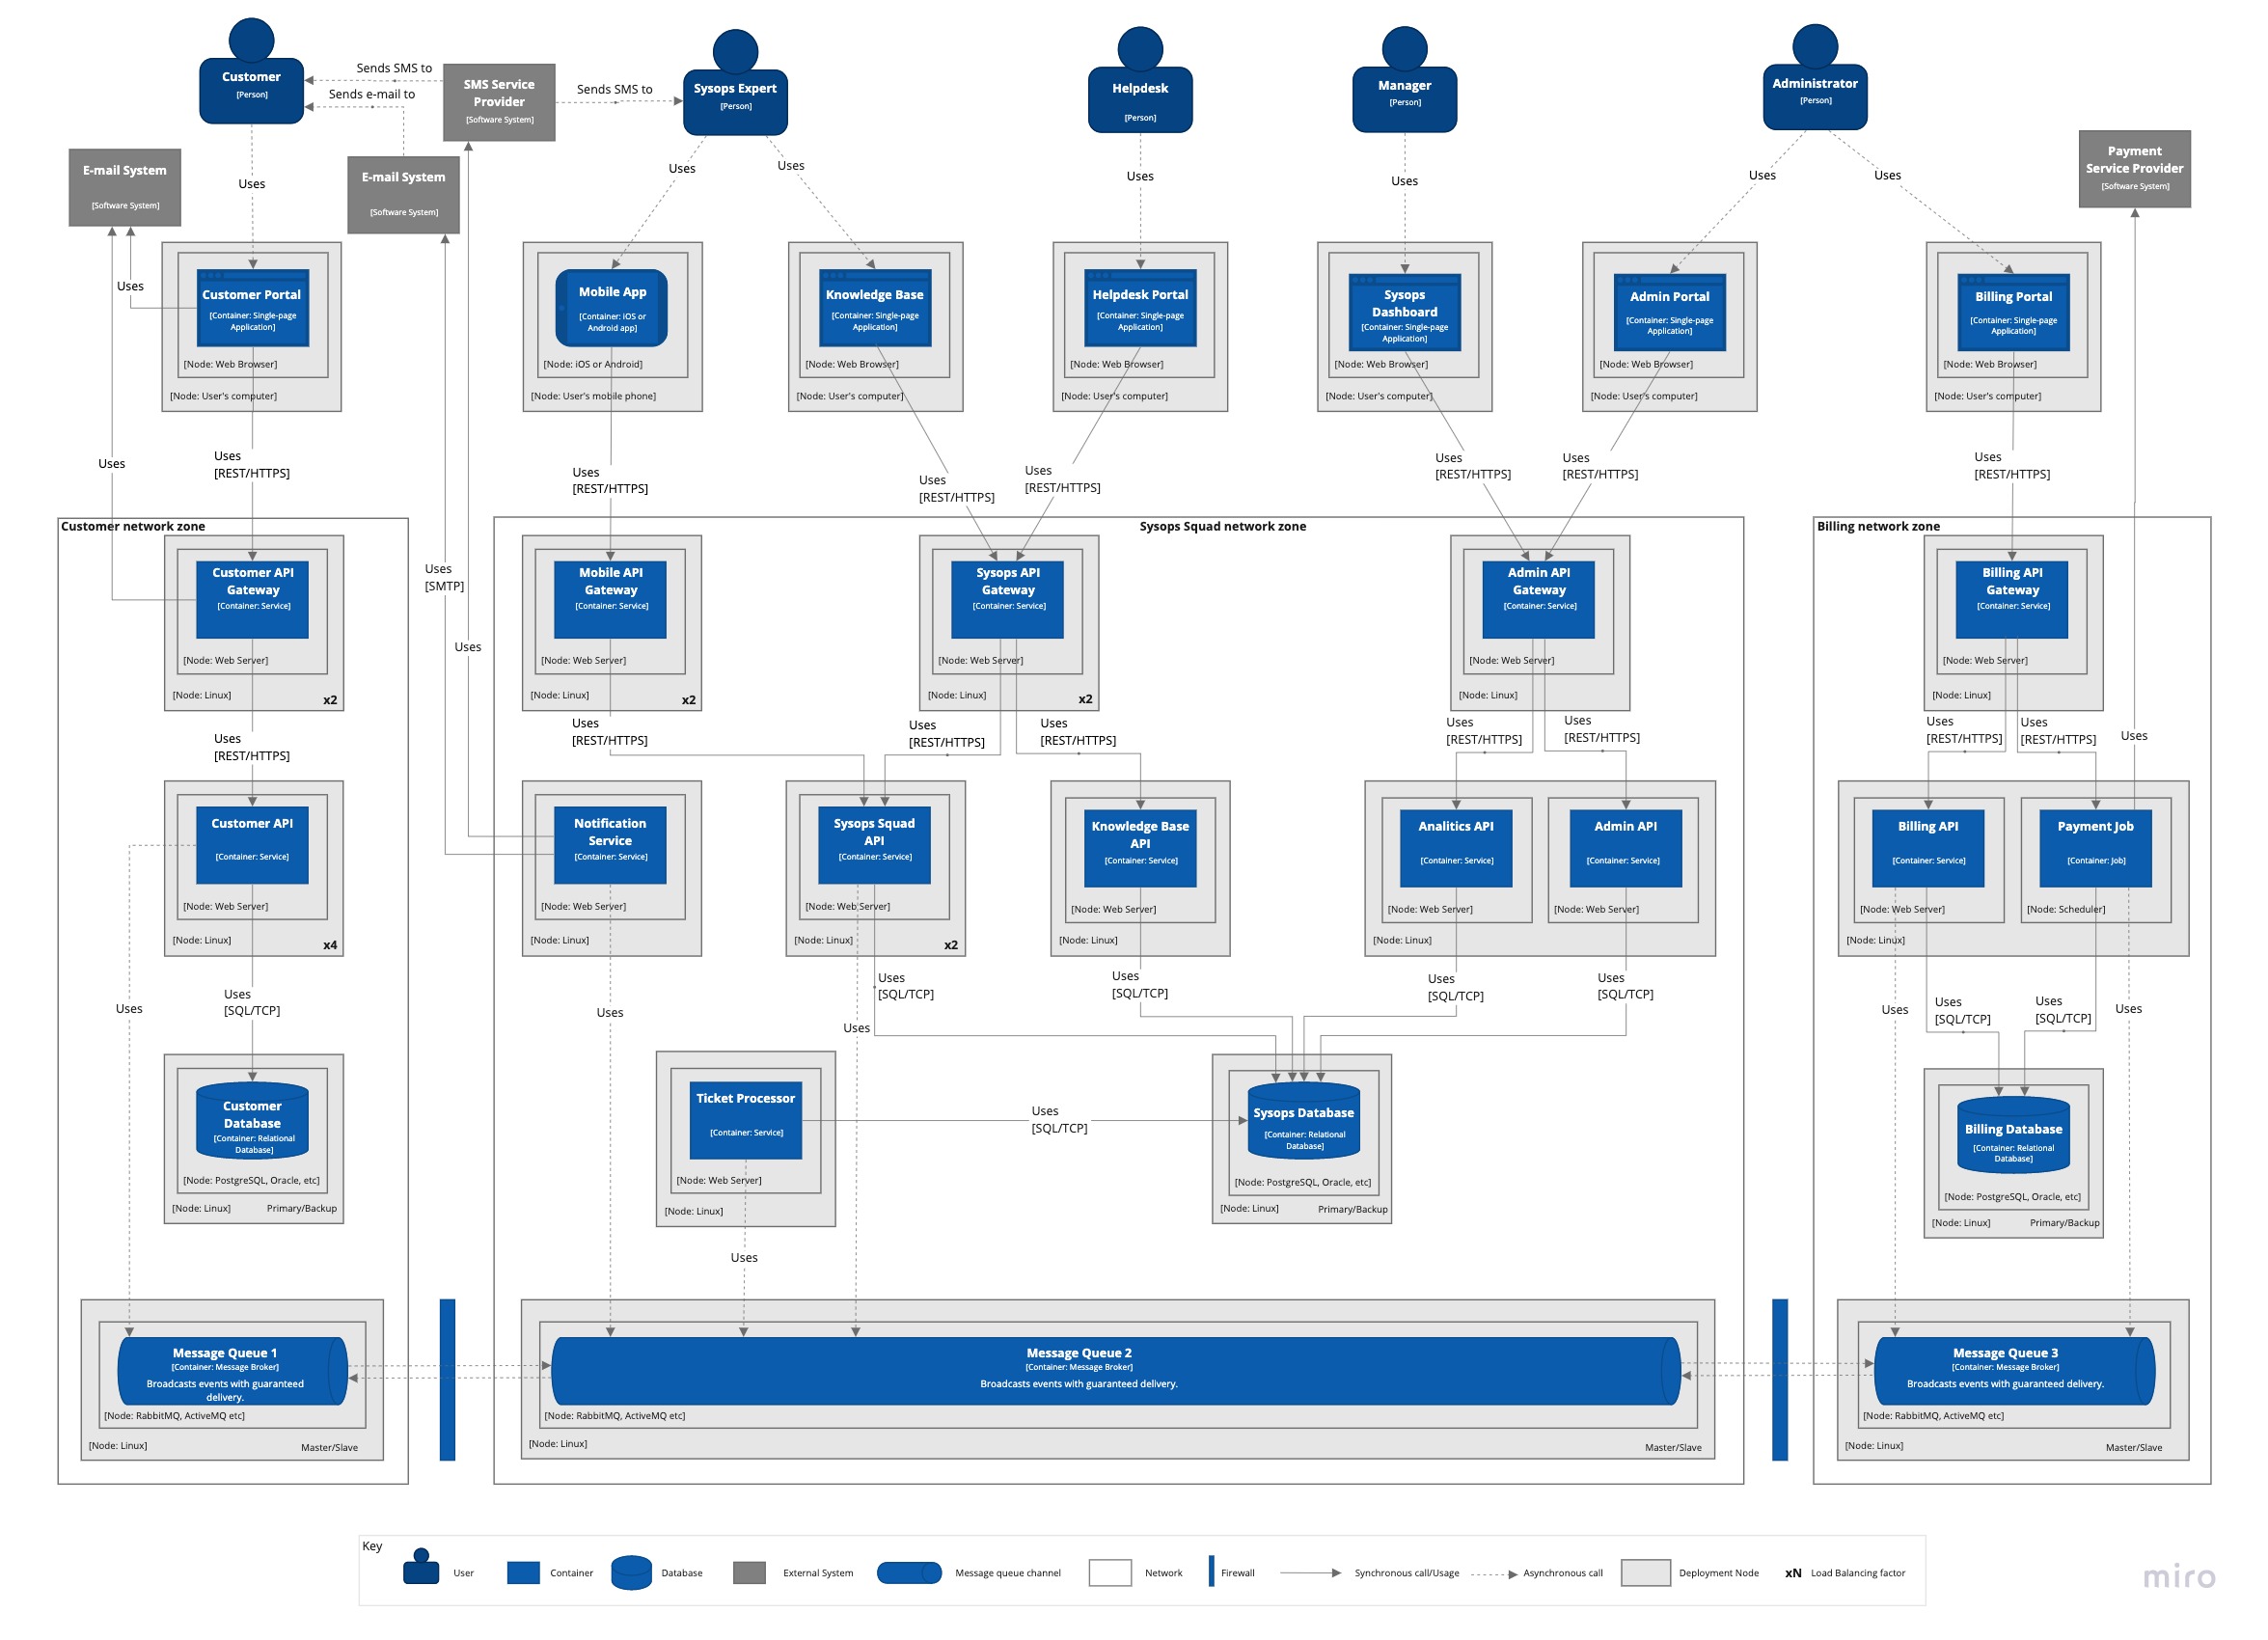 Customer
[Person]
Sends SMS to
Sends e-mail to
SMS Service
Provider
[Software System]
Sends SMS to
Sysops Expert
[Person]
Helpdesk
[Person]
Manager
[Person]
Administrator
[Person]
E-mail System
[Software System]
E-mail System
[Software System]
Payment
Service Provider
[Software System]
Uses
Uses
Uses
Uses
Uses
Uses
Uses
Uses
Customer Portal
[Container: Single-page
Application]
[Node: Web Browser]
[Node: User's computer]
Mobile App
[Container: iOS or
Android app]
[Node: iOS or Android]
[Node: User's mobile phone]
Knowledge Base
[Container: Single-page
Application]
[Node: Web Browser]
[Node: User's computer]
Helpdesk Portal
[Container: Single-page
Application]
[Node: Web Browser]
[Node: User's computer]
Sysops
Dashboard
[Container: Single-page
Application]
[Node: Web Browser]
[Node: User's computer]
Admin Portal
[Container: Single-page
Application]
[Node: Web Browser]
[Node: User's computer]
Billing Portal
[Container: Single-page
Application]
[Node: Web Browser]
[Node: User's computer]
Uses
Uses
[REST/HTTPS]
Uses
[REST/HTTPS]
Uses
[REST/HTTPS]
Uses
[REST/HTTPS]
Uses
[REST/HTTPS]
Uses
[REST/HTTPS]
Uses
[REST/HTTPS]
Customer network zone
Sysops Squad network zone
Billing network zone
Customer API
Gateway
[Container: Service]
[Node: Web Server]
[Node: Linux]
x2
Uses
[SMTP]
Uses
Mobile API
Gateway
[Container: Service]
[Node: Web Server]
[Node: Linux]
x2
Sysops API
Gateway
[Container: Service]
[Node: Web Server]
[Node: Linux]
x2
Admin API
Gateway
[Container: Service]
[Node: Web Server]
[Node: Linux]
Billing API
Gateway
[Container: Service]
[Node: Web Server]
[Node: Linux]
Uses
[REST/HTTPS]
Uses
[REST/HTTPS]
Uses
[REST/HTTPS]
Uses
[REST/HTTPS]
Uses
[REST/HTTPS]
Uses
[REST/HTTPS]
Uses
[REST/HTTPS]
Uses
[REST/HTTPS]
Uses
Customer API
[Container: Service]
[Node: Web Server]
[Node: Linux]
x4
Notification
Service
[Container: Service]
[Node: Web Server]
[Node: Linux]
Sysops Squad
API
[Container: Service]
[Node: Web Server]
[Node: Linux]
x2
Knowledge Base
API
[Container: Service]
[Node: Web Server]
[Node: Linux]
Analitics API
[Container: Service]
[Node: Web Server]
[Node: Linux]
Admin API
[Container: Service]
[Node: Web Server]
Billing API
[Container: Service]
[Node: Web Server]
[Node: Linux]
Payment Job
[Container: Job]
[Node: Scheduler]
Uses
Uses
[SQL/TCP]
Uses
Uses
[SQL/TCP]
Uses
Uses
[SQL/TCP]
Uses
[SQL/TCP]
Uses
[SQL/TCP]
Uses
Uses
[SQL/TCP]
Uses
[SQL/TCP]
Uses
Customer
Database
[Container: Relational
Database]
[Node: PostgreSQL, Oracle, etc]
[Node: Linux]
Primary/Backup
Ticket Processor
[Container: Service]
[Node: Web Server]
[Node: Linux]
Uses
[SQL/TCP]
Sysops Database
[Container: Relational
Database]
[Node: PostgreSQL, Oracle, etc]
[Node: Linux]
Primary/Backup
Billing Database
[Container: Relational
Database]
[Node: PostgreSQL, Oracle, etc]
[Node: Linux]
Primary/Backup
Uses
Message Queue 1
[Container: Message Broker]
Broadcasts events with guaranteed
delivery.
[Node: RabbitMQ, ActiveMQ etc]
[Node: Linux]
Master/Slave
Message Queue 2
[Container: Message Broker]
Broadcasts events with guaranteed delivery.
[Node: RabbitMQ, ActiveMQ etc]
[Node: Linux]
Master/Slave
Message Queue 3
[Container: Message Broker]
Broadcasts events with guaranteed delivery.
[Node: RabbitMQ, ActiveMQ etc]
[Node: Linux]
Master/Slave
Key
User
Container
Database
External System
Message queue channel
Network
Firewall
Synchronous call/Usage
Asynchronous call
Deployment Node
xN
Load Balancing factor
miro